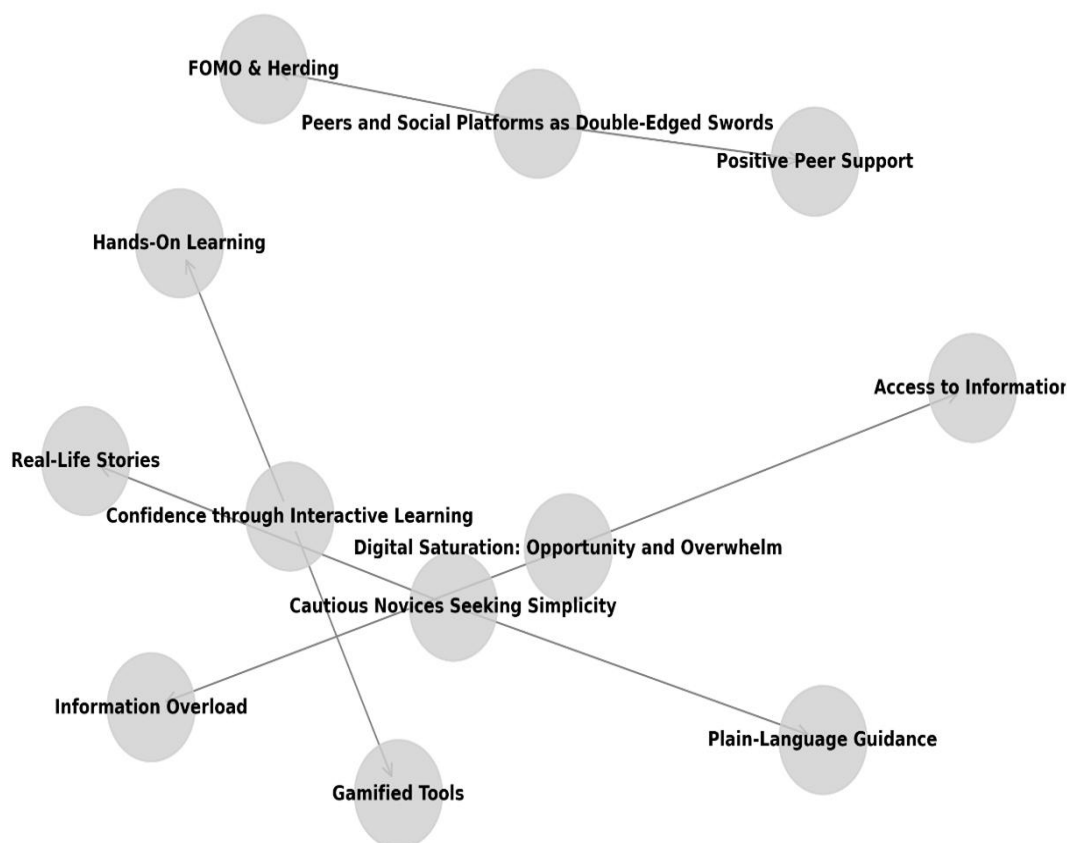 FOMO & Herding
Peers and Social Platforms as Double-Edged Swords
Positive Peer Support
Hands-On Learning
Access to Information
Real-Life Stories
Confidence through Interactive Learning
Digital Saturation: Opportunity and Overwhelm
Cautious Novices Seeking Simplicity
Information Overload
Plain-Language Guidance
Gamified Tools